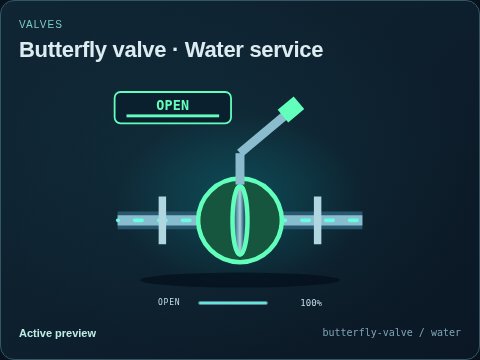 VALVES
Butterfly valve · Water service
OPEN
OPEN 100%
Active preview butterfly-valve / water